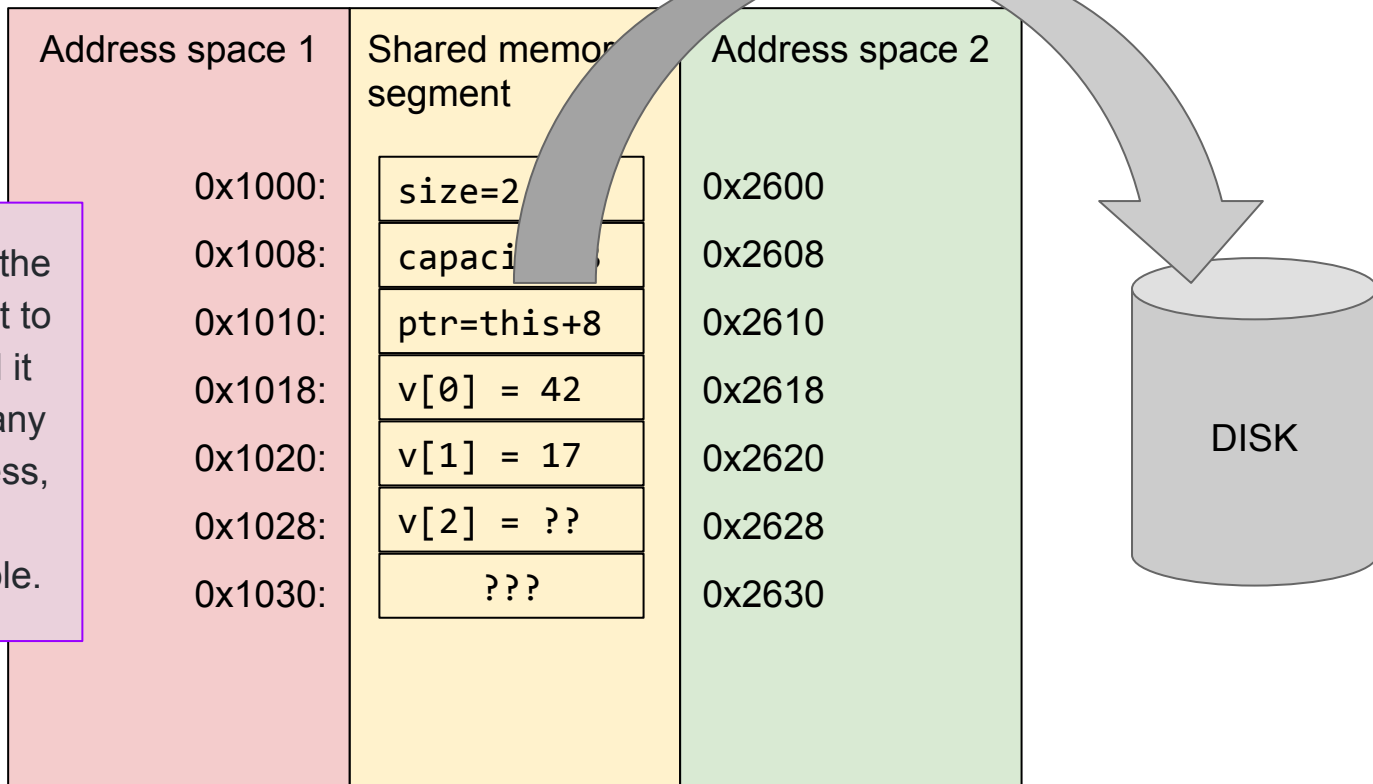 Address space 1
Shared memor
segment
Address space 2
0x1000:
size=2
0x2600
0x1008:
capaci
0x2608
0x1010:
ptr=this+8
0x2610
0x1018:
v[0] = 42
0x2618
0x1020:
v[1] = 17
0x2620
0x1028:
v[2] = ??
0x2628
0x1030:
???
0x2630
the
t to
it
any
ess,
le.
DISK